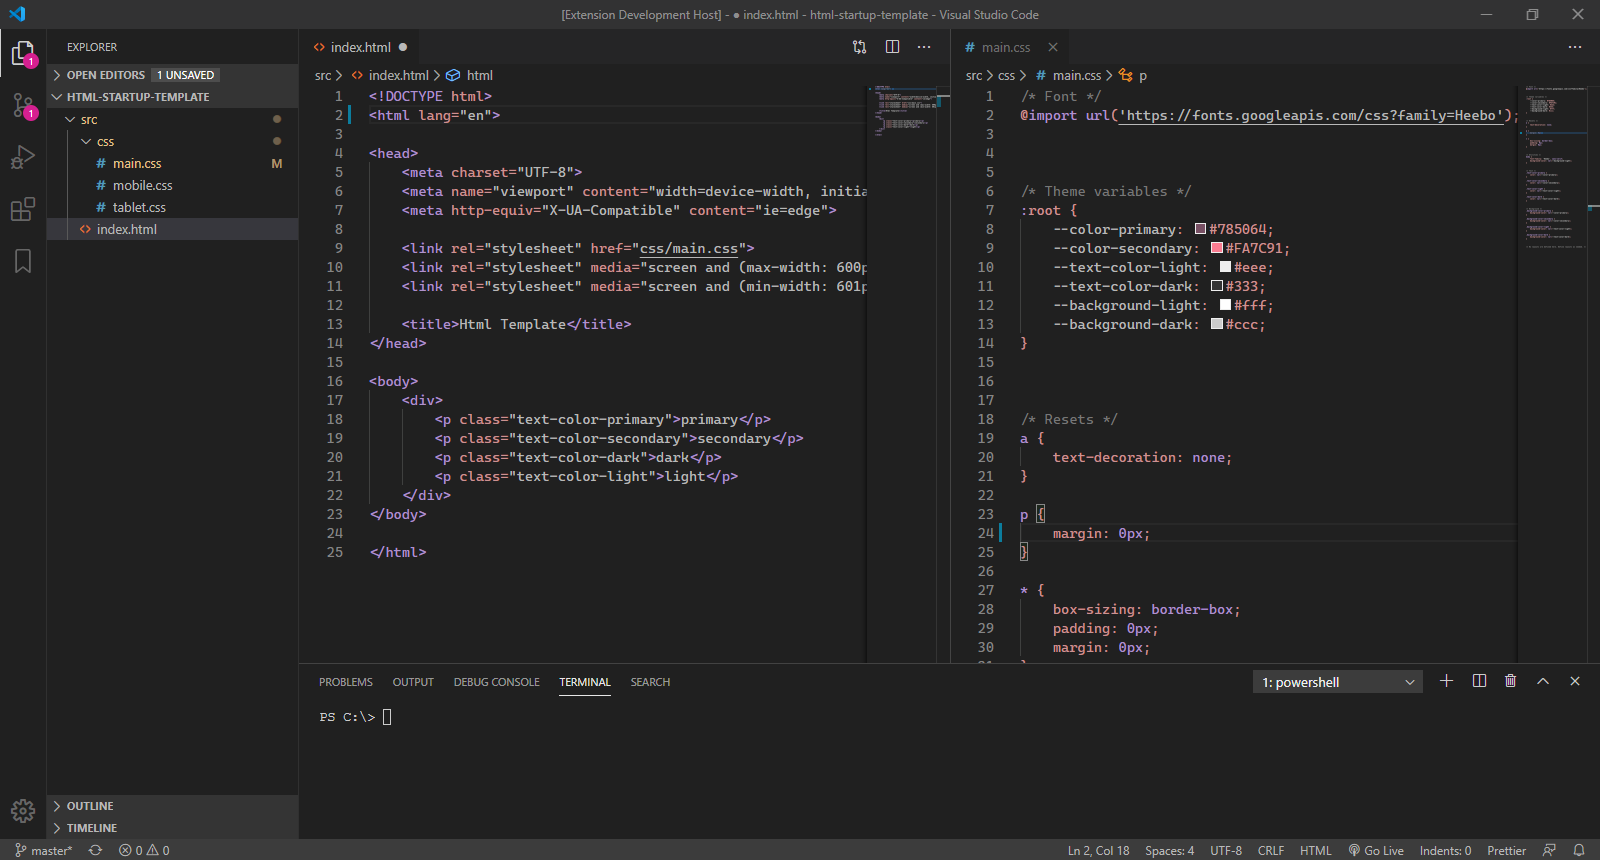 [Extension Development Host] - ● index.html - html-startup-template - Visual Studio Code
EXPLORER
OPEN EDITORS 1 UNSAVED
HTML-STARTUP-TEMPLATE
src
css
# main.css M
# mobile.css
# tablet.css
<> index.html
OUTLINE
TIMELINE
1
1
<> index.html ●
src > <> index.html > html
1 <!DOCTYPE html>
2 <html lang="en">
3
4 <head>
5 <meta charset="UTF-8">
6 <meta name="viewport" content="width=device-width, initia
7 <meta http-equiv="X-UA-Compatible" content="ie=edge">
8
9 <link rel="stylesheet" href="css/main.css">
10 <link rel="stylesheet" media="screen and (max-width: 600p
11 <link rel="stylesheet" media="screen and (min-width: 601p
12
13 <title>Html Template</title>
14 </head>
15
16 <body>
17 <div>
18 <p class="text-color-primary">primary</p>
19 <p class="text-color-secondary">secondary</p>
20 <p class="text-color-dark">dark</p>
21 <p class="text-color-light">light</p>
22 </div>
23 </body>
24
25 </html>
# main.css
src > css > # main.css > p
1 /* Font */
2 @import url('https://fonts.googleapis.com/css?family=Heebo');
3
4
5
6 /* Theme variables */
7 :root {
8 --color-primary: #785064;
9 --color-secondary: #FA7C91;
10 --text-color-light: #eee;
11 --text-color-dark: #333;
12 --background-light: #fff;
13 --background-dark: #ccc;
14 }
15
16
17
18 /* Resets */
19 a {
20 text-decoration: none;
21 }
22
23 p {
24 margin: 0px;
25 }
26
27 * {
28 box-sizing: border-box;
29 padding: 0px;
30 margin: 0px;
PROBLEMS OUTPUT DEBUG CONSOLE TERMINAL SEARCH 1: powershell
PS C:\>
master* 0 0 Ln 2, Col 18 Spaces: 4 UTF-8 CRLF HTML Go Live Indents: 0 Prettier